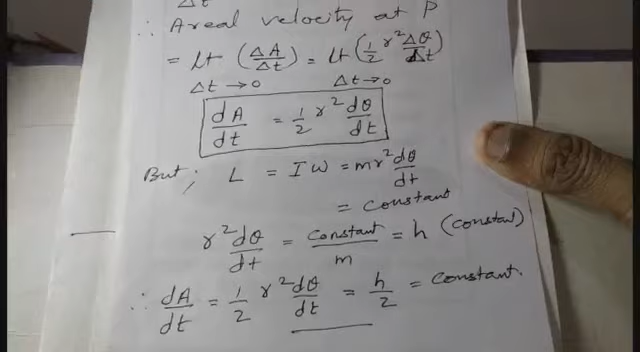 Δt
∴ Areal velocity at P
= Lt (ΔA/Δt) = Lt (1/2 r²Δθ/Δt)
Δt→0 Δt→0
dA/dt = 1/2 r² dθ/dt
But; L = Iω = mr² dθ/dt
= constant
r² dθ/dt = constant/m = h (constant)
∴ dA/dt = 1/2 r² dθ/dt = h/2 = constant.